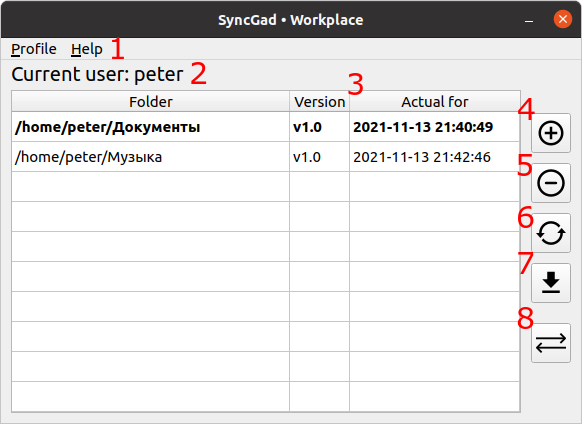 SyncGad • Workplace
Profile Help 1
Current user: peter 2
3
Folder Version Actual for
4
/home/peter/Документы v1.0 2021-11-13 21:40:49
/home/peter/Музыка v1.0 2021-11-13 21:42:46
5
6
7
8